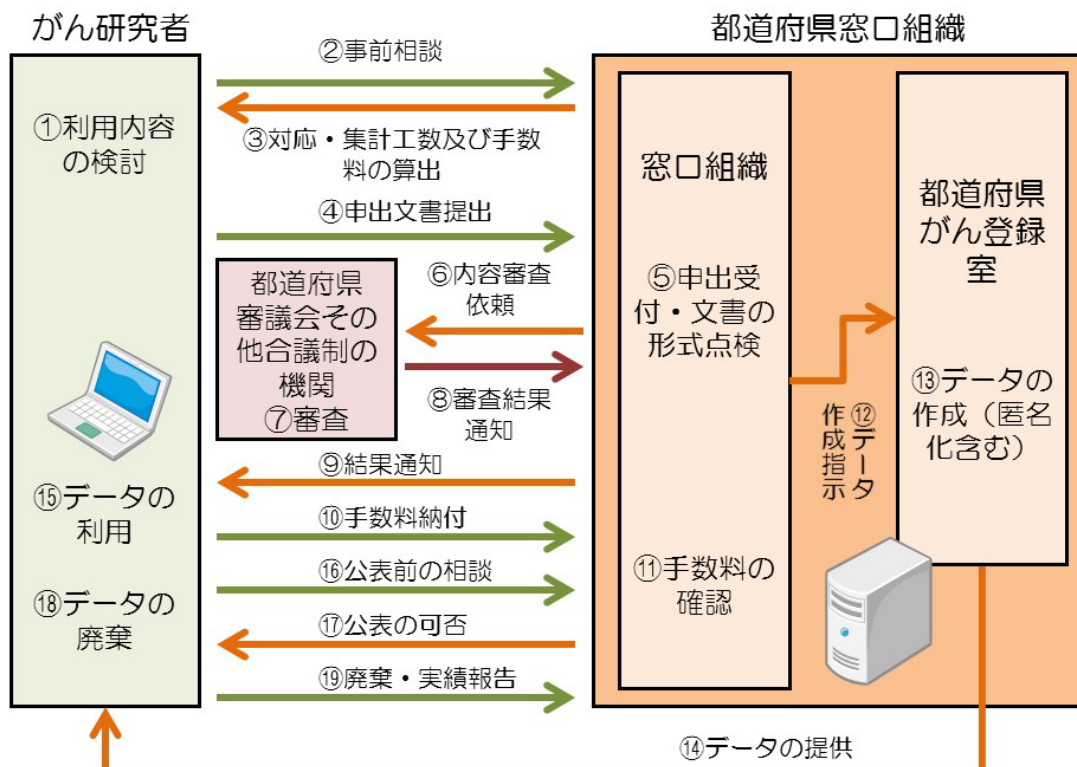 がん研究者
都道府県窓口組織
①利用内容
の検討
②事前相談
③対応・集計工数及び手数
料の算出
④申出文書提出
窓口組織
⑤申出受
付・文書の
形式点検
⑥内容審査
依頼
都道府県
審議会その
他合議制の
機関
⑦審査
⑧審査結果
通知
⑨結果通知
⑩手数料納付
⑪手数料の
確認
⑫データ
作成指示
都道府県
がん登録
室
⑬データの
作成（匿名
化含む）
⑭データの提供
⑮データの
利用
⑯公表前の相談
⑰公表の可否
⑱データの
廃棄
⑲廃棄・実績報告